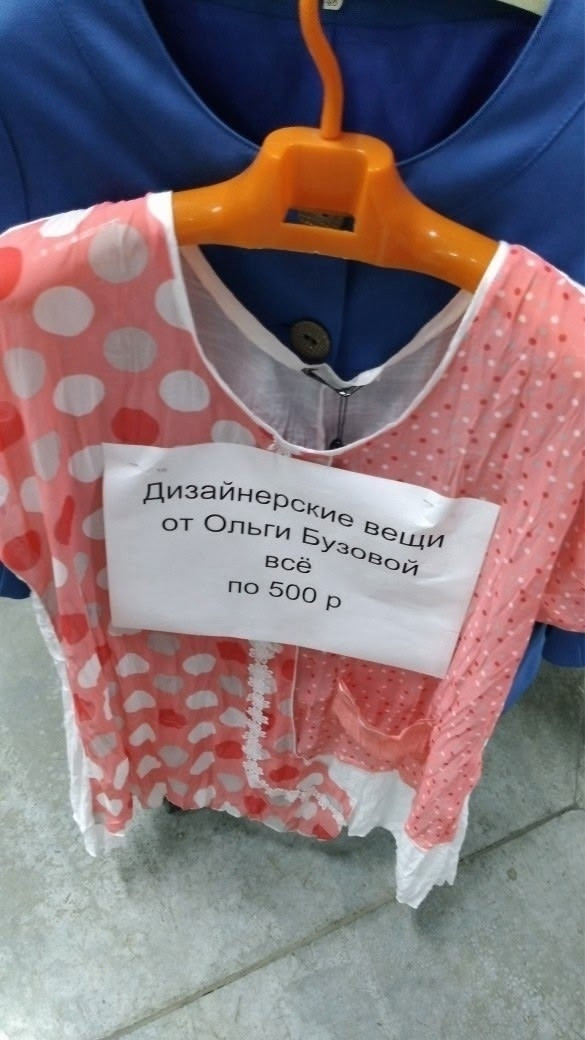 Дизайнерские вещи
от Ольги Бузовой
всё
по 500 р